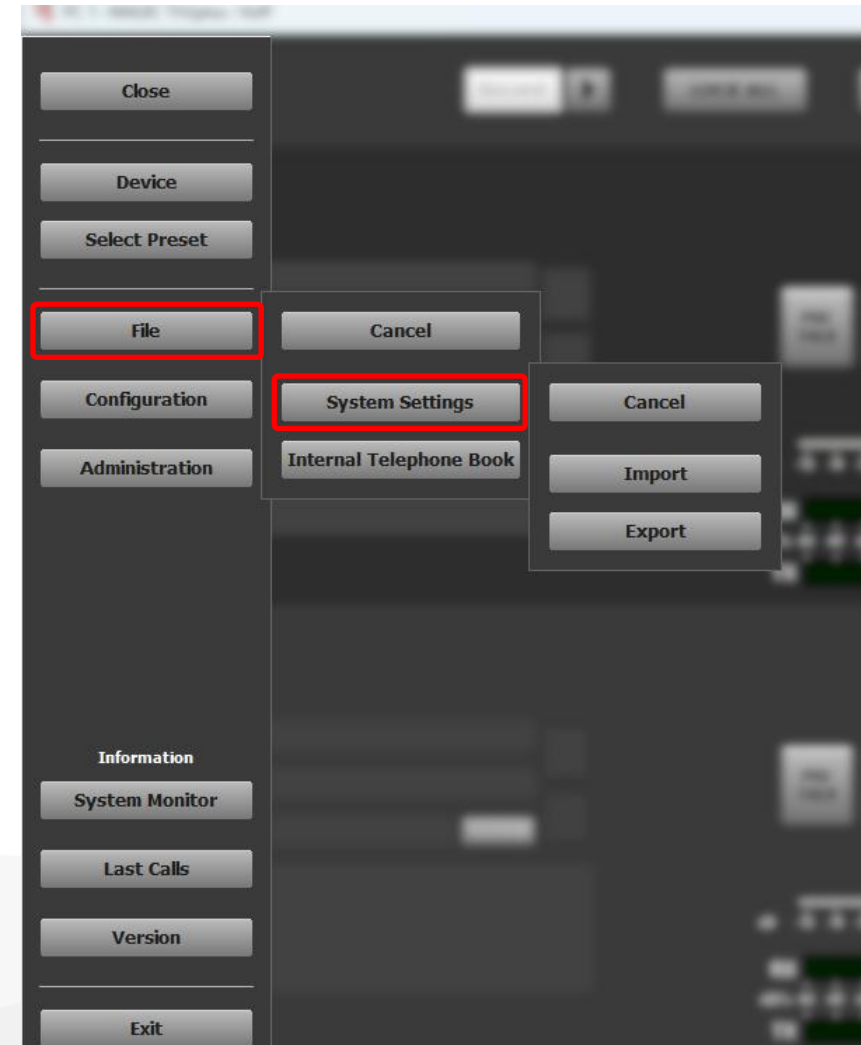 Close
Device
Select Preset
File
Configuration
Administration
Cancel
System Settings
Internal Telephone Book
Cancel
Import
Export
Information
System Monitor
Last Calls
Version
Exit